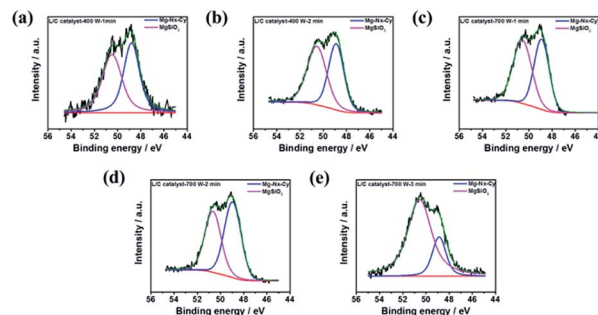 (a)
L/C catalyst-400 W-1min
Mg-Nx-Cy
MgSiO3
Intensity / a.u.
56 54 52 50 48 46 44
Binding energy / eV
(b)
L/C catalyst-400 W-2 min
Mg-Nx-Cy
MgSiO3
Intensity / a.u.
56 54 52 50 48 46 44
Binding energy / eV
(c)
L/C catalyst-700 W-1 min
Mg-Nx-Cy
MgSiO3
Intensity / a.u.
56 54 52 50 48 46 44
Binding energy / eV
(d)
L/C catalyst-700 W-2 min
Mg-Nx-Cy
MgSiO3
Intensity / a.u.
56 54 52 50 48 46 44
Binding energy / eV
(e)
L/C catalyst-700 W-3 min
Mg-Nx-Cy
MgSiO3
Intensity / a.u.
56 54 52 50 48 46 44
Binding energy / eV